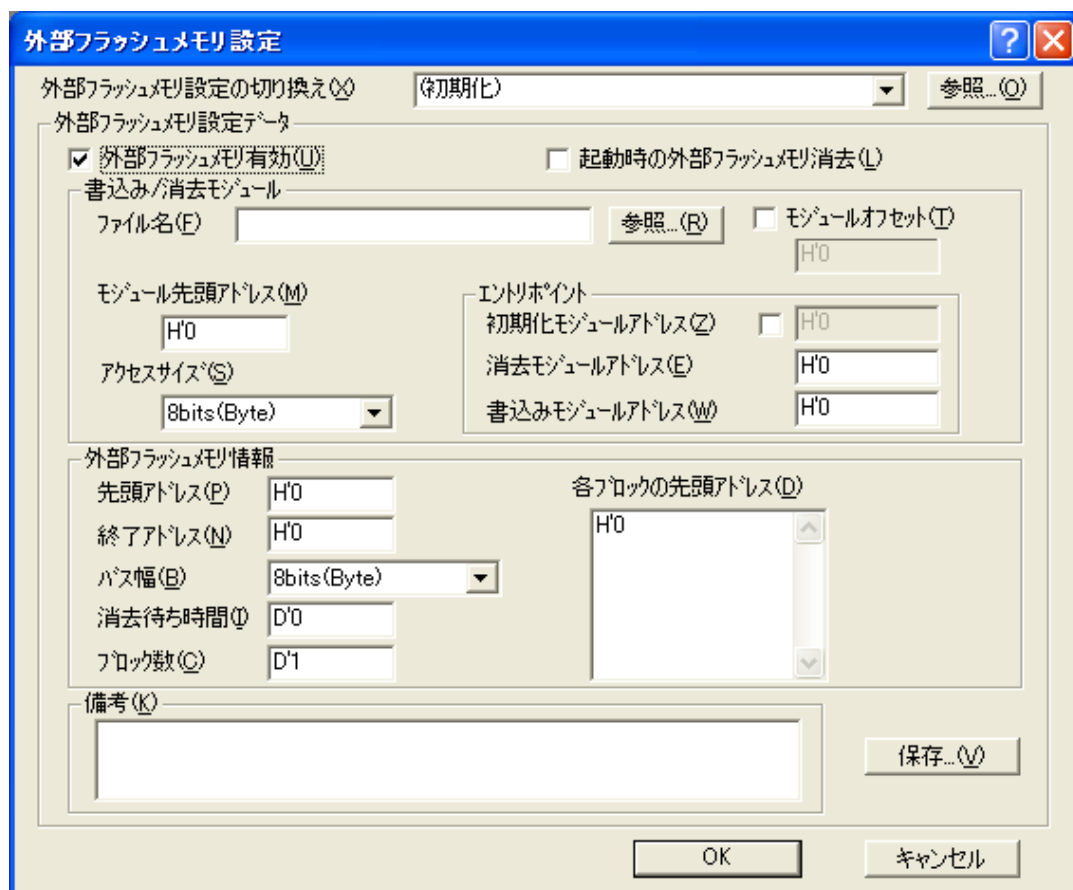 外部フラッシュメモリ設定
外部フラッシュメモリ設定の切り換え(X) (初期化) 参照...(O)
外部フラッシュメモリ設定データ
外部フラッシュメモリ有効(U) 起動時の外部フラッシュメモリ消去(L)
書込み/消去モジュール
ファイル名(F) 参照...(R) モジュールオフセット(T)
H'0
モジュール先頭アドレス(M)
H'0
アクセスサイズ(S)
8bits(Byte)
エントリポイント
初期化モジュールアドレス(Z) H'0
消去モジュールアドレス(E) H'0
書込みモジュールアドレス(W) H'0
外部フラッシュメモリ情報
先頭アドレス(P) H'0
終了アドレス(N) H'0
バス幅(B) 8bits(Byte)
消去待ち時間(I) D'0
ブロック数(C) D'1
各ブロックの先頭アドレス(D)
H'0
備考(K)
保存...(V)
OK キャンセル